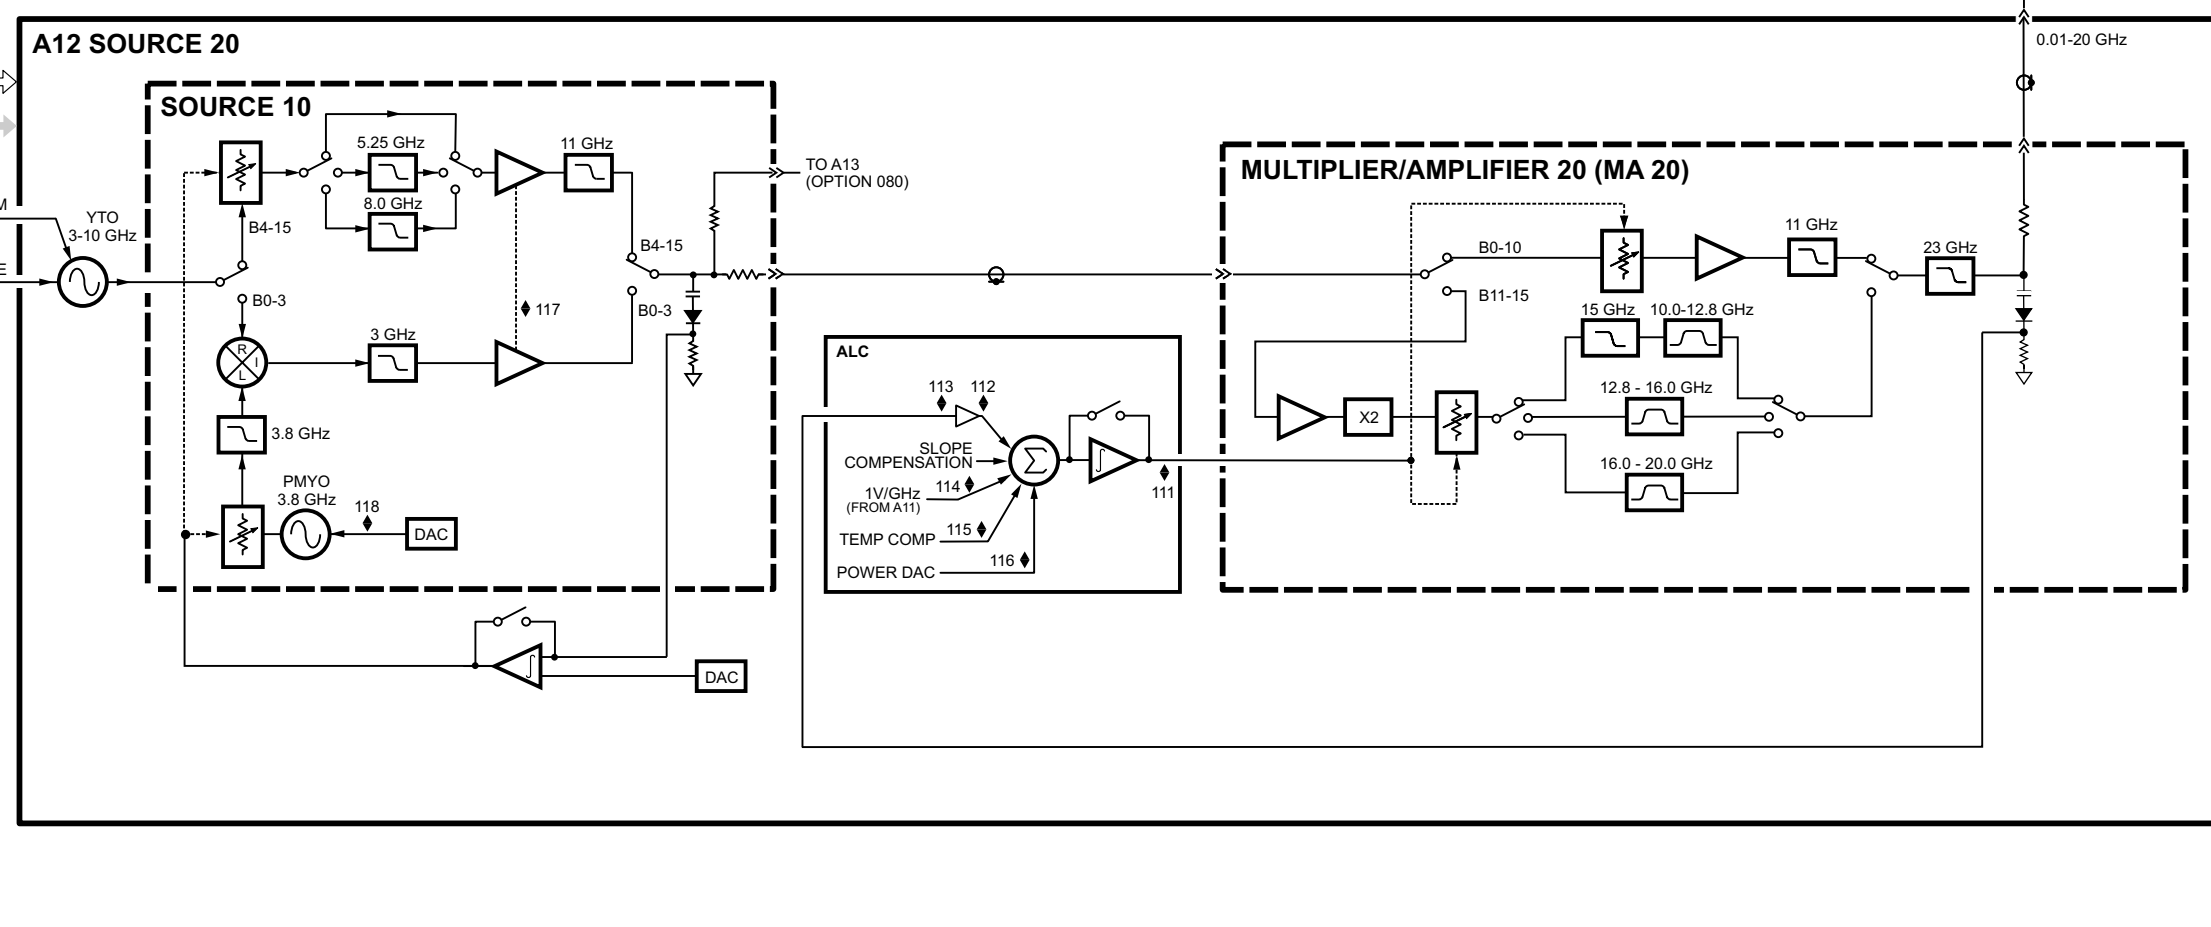 0.01-20 GHz
A12 SOURCE 20
SOURCE 10
5.25 GHz
11 GHz
8.0 GHz
TO A13
(OPTION 080)
M
YTO
3-10 GHz
B4-15
B4-15
E
B0-3
117
B0-3
3 GHz
R
I
L
3.8 GHz
PMYO
3.8 GHz
118
DAC
DAC
ALC
113
112
SLOPE
COMPENSATION
Σ
∫
114
1V/GHz
(FROM A11)
111
115
TEMP COMP
116
POWER DAC
∫
MULTIPLIER/AMPLIFIER 20 (MA 20)
B0-10
11 GHz
23 GHz
B11-15
15 GHz
10.0-12.8 GHz
12.8 - 16.0 GHz
X2
16.0 - 20.0 GHz